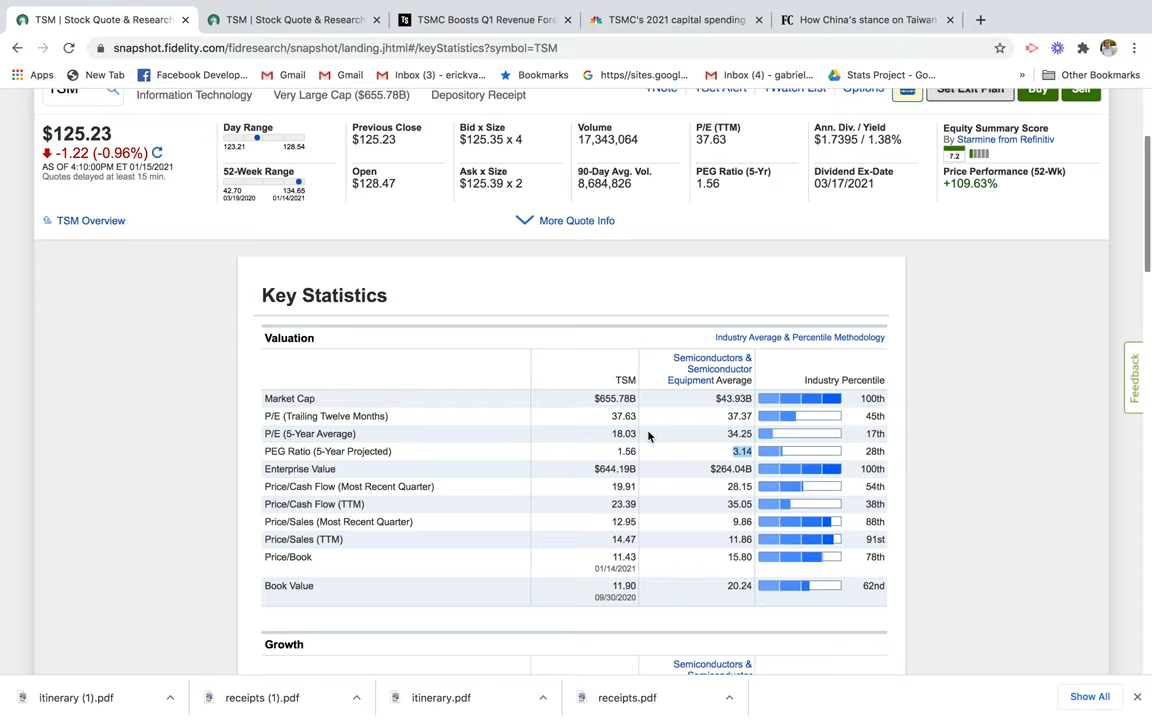 TSM | Stock Quote & Research
TSM | Stock Quote & Research
TSMC Boosts Q1 Revenue Fore
TSMC's 2021 capital spending
FC How China's stance on Taiwan
snapshot.fidelity.com/fidresearch/snapshot/landing.jhtml#/keyStatistics?symbol=TSM
Apps New Tab Facebook Develop... Gmail Gmail Inbox (3) - erickva... Bookmarks https//sites.googl... Inbox (4) - gabriel... Stats Project - Go... » Other Bookmarks
TSM Information Technology Very Large Cap ($655.78B) Depository Receipt +Note +Set Alert +Watch List Options Set Exit Plan Buy Sell
$125.23
-1.22 (-0.96%)
AS OF 4:10:00PM ET 01/15/2021
Quotes delayed at least 15 min.
Day Range
123.21 128.54
52-Week Range
42.70 134.65
03/19/2020 01/14/2021
Previous Close
$125.23
Open
$128.47
Bid x Size
$125.35 x 4
Ask x Size
$125.39 x 2
Volume
17,343,064
90-Day Avg. Vol.
8,684,826
P/E (TTM)
37.63
PEG Ratio (5-Yr)
1.56
Ann. Div. / Yield
$1.7395 / 1.38%
Dividend Ex-Date
03/17/2021
Equity Summary Score
By Starmine from Refinitiv
7.2
Price Performance (52-Wk)
+109.63%
TSM Overview
More Quote Info
Key Statistics
Valuation Industry Average & Percentile Methodology
TSM
Semiconductors &
Semiconductor
Equipment Average
Industry Percentile
Market Cap $655.78B $43.93B 100th
P/E (Trailing Twelve Months) 37.63 37.37 45th
P/E (5-Year Average) 18.03 34.25 17th
PEG Ratio (5-Year Projected) 1.56 3.14 28th
Enterprise Value $644.19B $264.04B 100th
Price/Cash Flow (Most Recent Quarter) 19.91 28.15 54th
Price/Cash Flow (TTM) 23.39 35.05 38th
Price/Sales (Most Recent Quarter) 12.95 9.86 88th
Price/Sales (TTM) 14.47 11.86 91st
Price/Book 11.43 15.80 78th
01/14/2021
Book Value 11.90 20.24 62nd
09/30/2020
Growth
Semiconductors &
Feedback
itinerary (1).pdf
receipts (1).pdf
itinerary.pdf
receipts.pdf
Show All